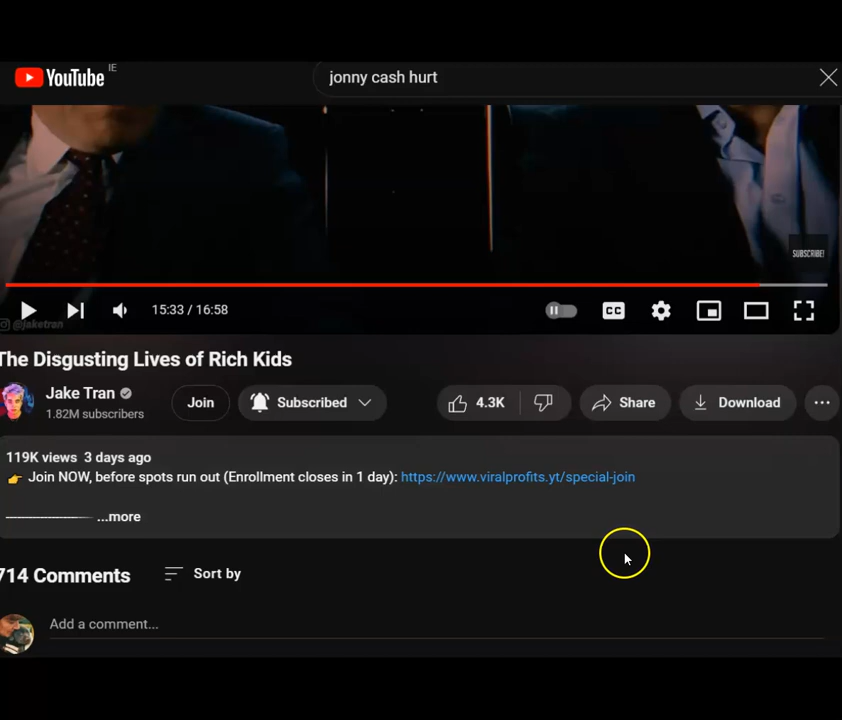 YouTube IE
jonny cash hurt
SUBSCRIBE!
15:33 / 16:58
CC
@jaketran
The Disgusting Lives of Rich Kids
Jake Tran
1.82M subscribers
Join
Subscribed
4.3K
Share
Download
119K views 3 days ago
👉 Join NOW, before spots run out (Enrollment closes in 1 day): https://www.viralprofits.yt/special-join
...more
714 Comments
Sort by
Add a comment...